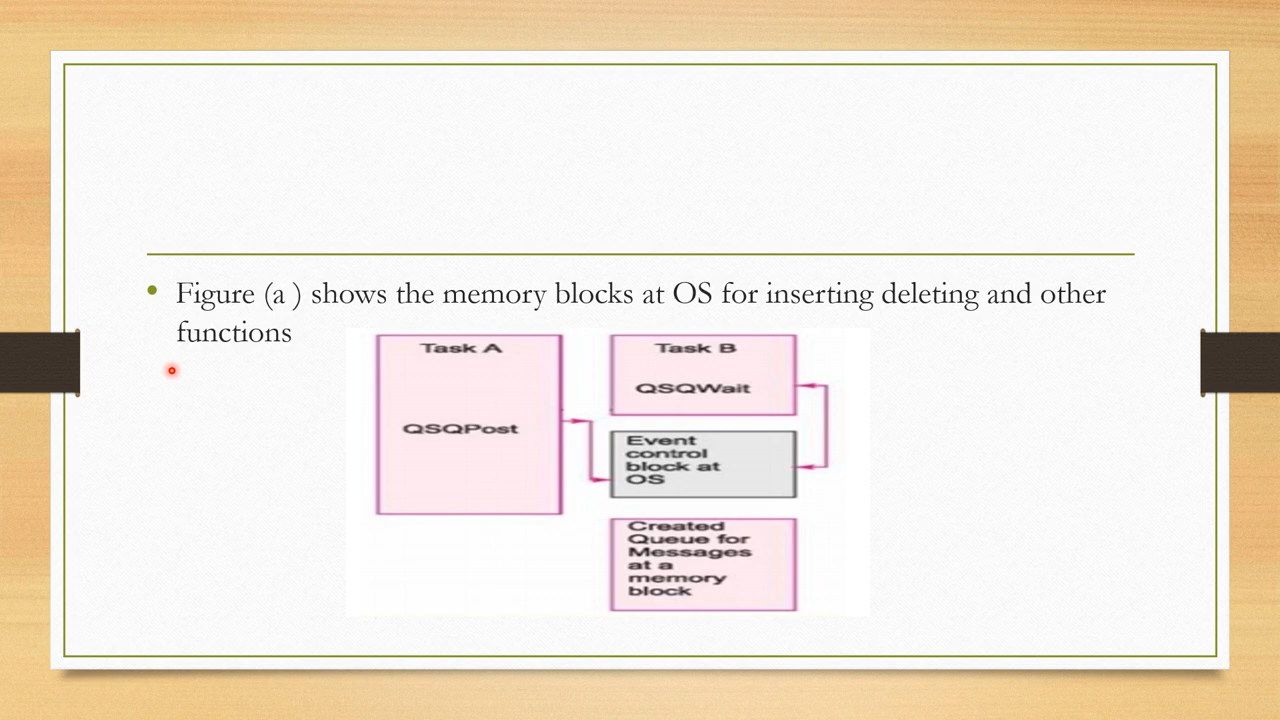 • Figure (a ) shows the memory blocks at OS for inserting deleting and other
functions
Task A
QSQPost
Task B
QSQWait
Event
control
block at
OS
Created
Queue for
Messages
at a
memory
block